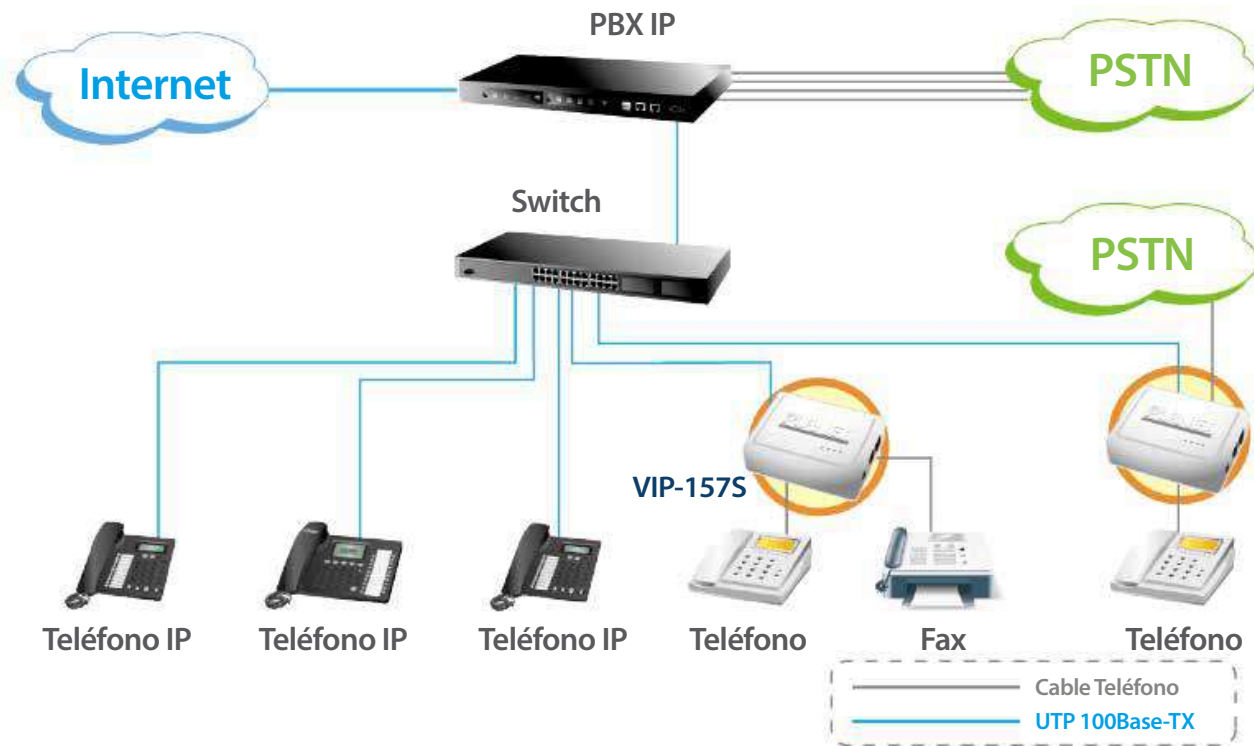 PBX IP
Internet
PSTN
Switch
PSTN
VIP-157S
Teléfono IP
Teléfono IP
Teléfono IP
Teléfono
Fax
Teléfono
Cable Teléfono
UTP 100Base-TX